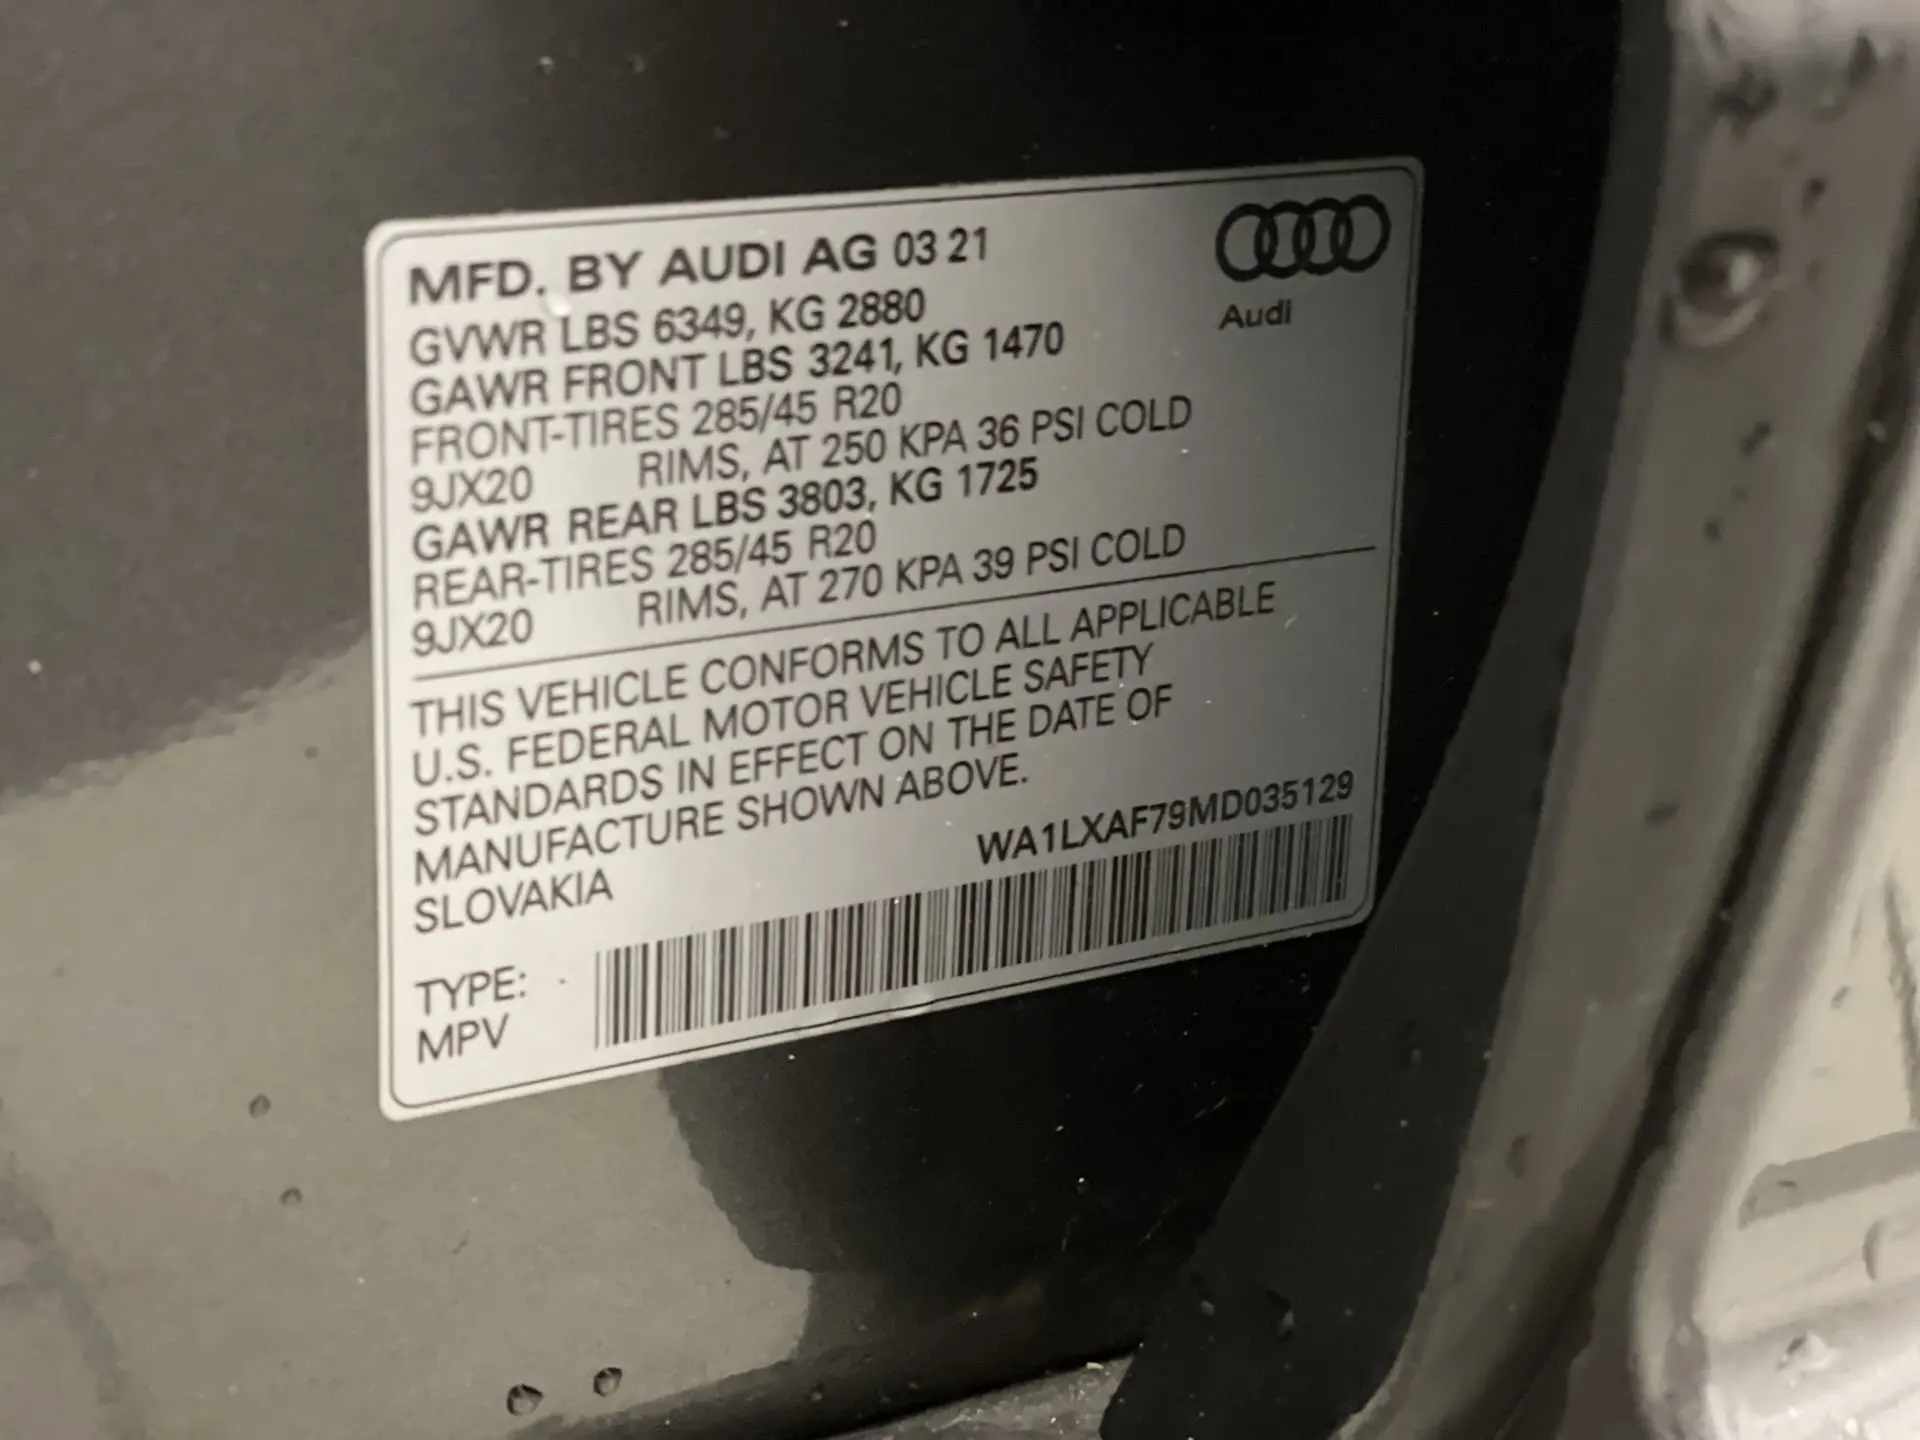 MFD. BY AUDI AG 03 21
GVWR LBS 6349, KG 2880
GAWR FRONT LBS 3241, KG 1470
FRONT-TIRES 285/45 R20
9JX20 RIMS, AT 250 KPA 36 PSI COLD
GAWR REAR LBS 3803, KG 1725
REAR-TIRES 285/45 R20
9JX20 RIMS, AT 270 KPA 39 PSI COLD
Audi
THIS VEHICLE CONFORMS TO ALL APPLICABLE
U.S. FEDERAL MOTOR VEHICLE SAFETY
STANDARDS IN EFFECT ON THE DATE OF
MANUFACTURE SHOWN ABOVE.
SLOVAKIA
WA1LXAF79MD035129
TYPE:
MPV